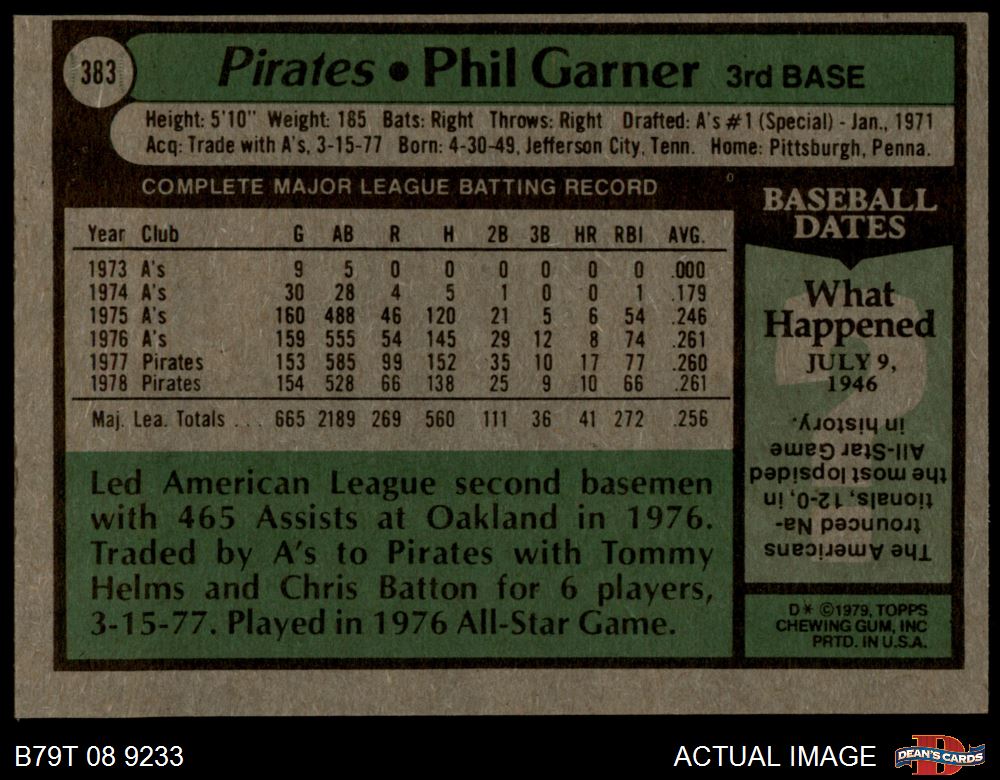 383
Pirates • Phil Garner 3rd BASE
Height: 5'10" Weight: 185 Bats: Right Throws: Right Drafted: A's #1 (Special) - Jan., 1971
Acq: Trade with A's, 3-15-77 Born: 4-30-49, Jefferson City, Tenn. Home: Pittsburgh, Penna.
COMPLETE MAJOR LEAGUE BATTING RECORD
Year Club G AB R H 2B 3B HR RBI AVG.
1973 A's 9 5 0 0 0 0 0 0 .000
1974 A's 30 28 4 5 1 0 0 1 .179
1975 A's 160 488 46 120 21 5 6 54 .246
1976 A's 159 555 54 145 29 12 8 74 .261
1977 Pirates 153 585 99 152 35 10 17 77 .260
1978 Pirates 154 528 66 138 25 9 10 66 .261
Maj. Lea. Totals ... 665 2189 269 560 111 36 41 272 .256
Led American League second basemen
with 465 Assists at Oakland in 1976.
Traded by A's to Pirates with Tommy
Helms and Chris Batton for 6 players,
3-15-77. Played in 1976 All-Star Game.
BASEBALL
DATES
What
Happened
JULY 9,
1946
The Americans
trounced Na-
tionals, 12-0, in
the most lopsided
All-Star Game
in history.
D* ©1979, TOPPS
CHEWING GUM, INC
PRTD. IN U.S.A.
B79T 08 9233
ACTUAL IMAGE
D
DEAN'S CARDS